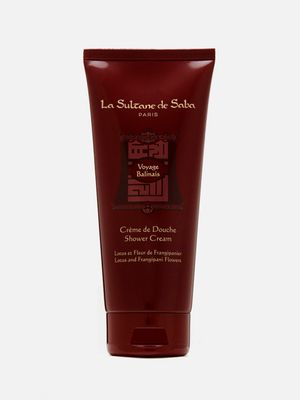 La Sultane de Saba
PARIS
Voyage
Balinais
Crème de Douche
Shower Cream
Lotus et Fleur de Frangipanier
Lotus and Frangipani Flowers